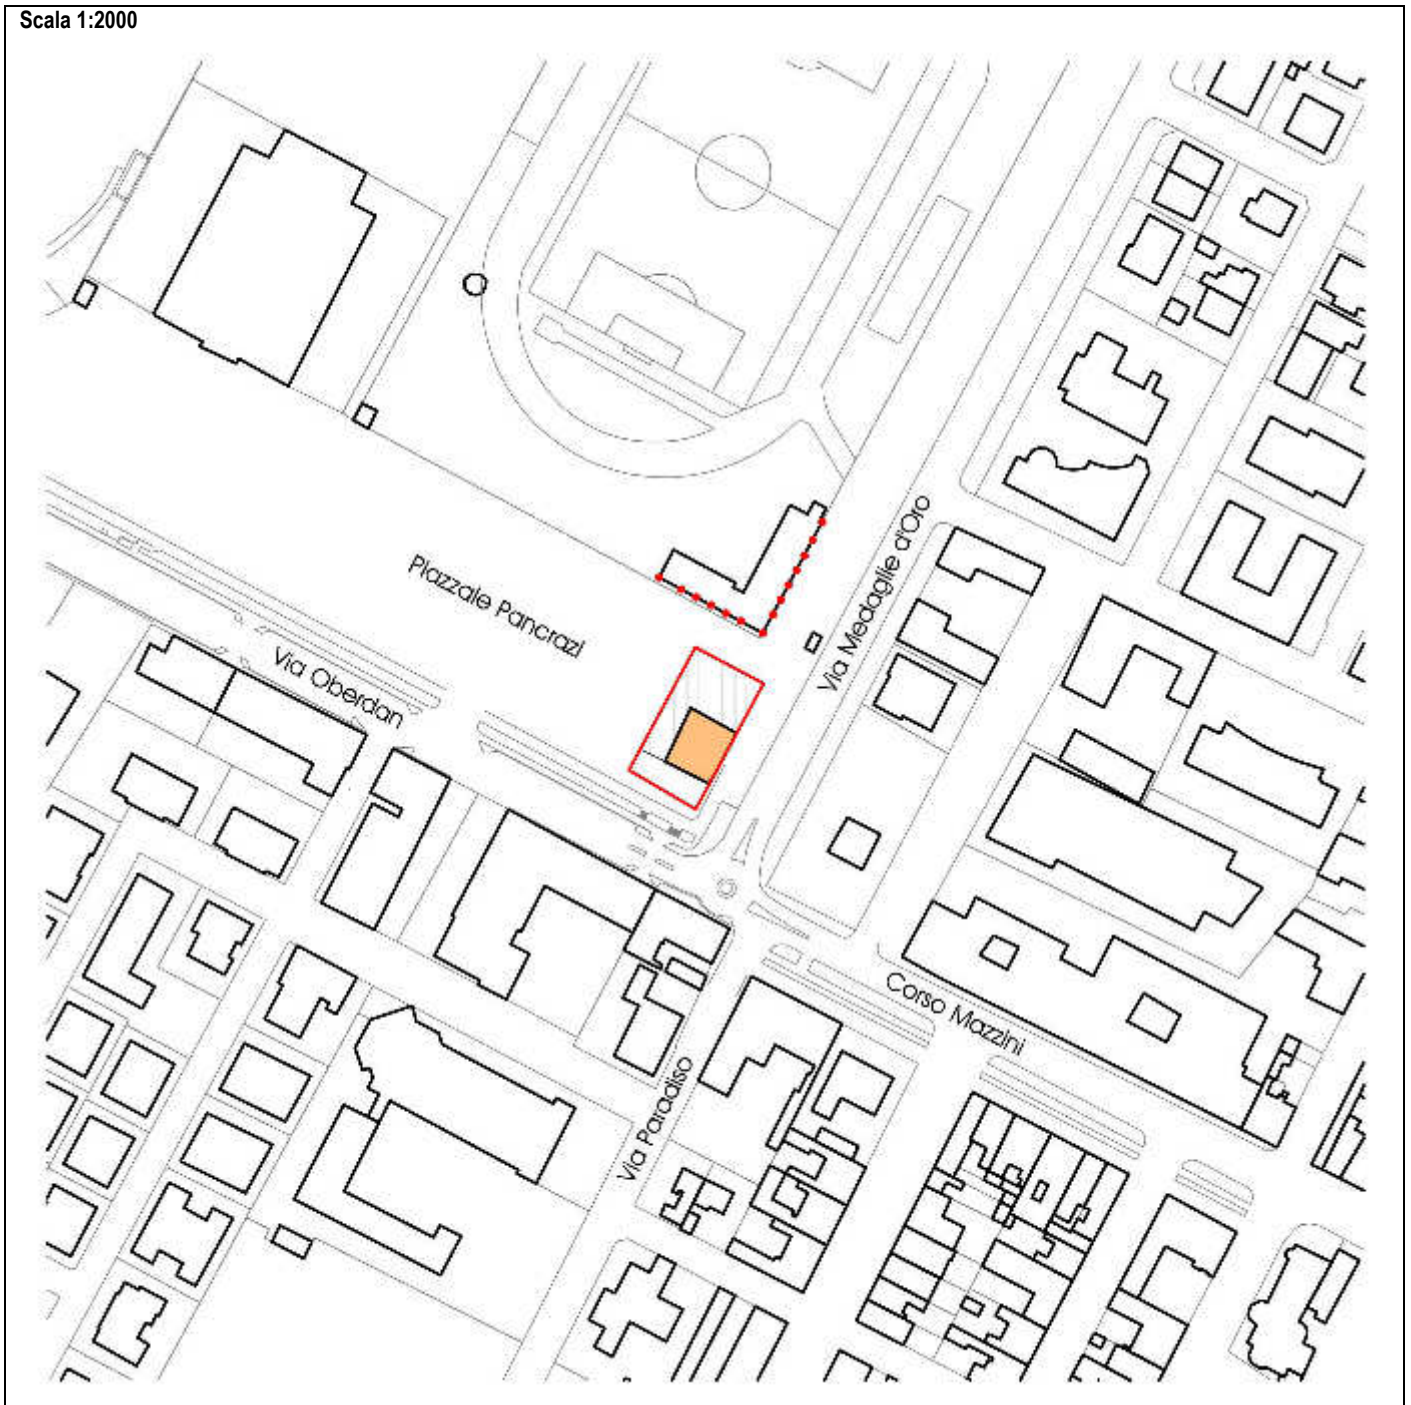 Scala 1:2000
Via Medaglie d'Oro
Piazzale Pancrazi
Via Oberdan
Corso Mazzini
Via Paradiso